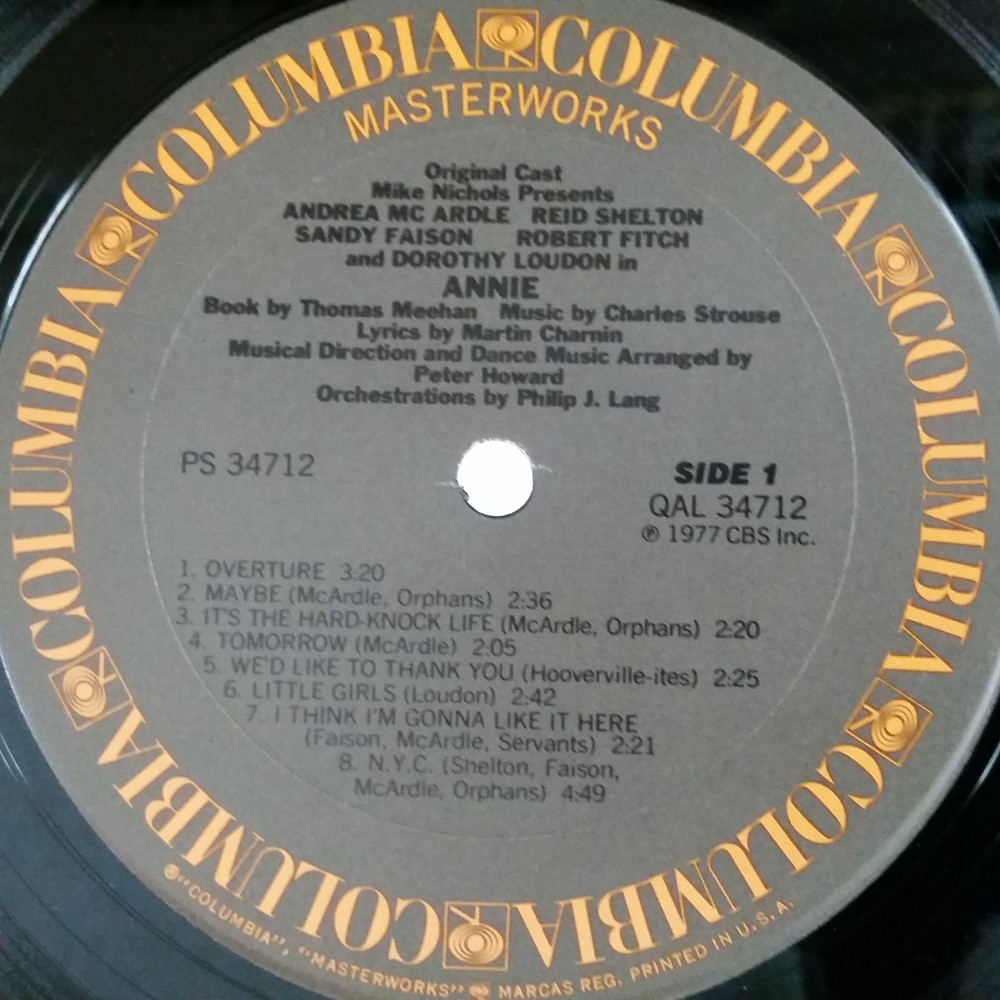 COLUMBIA COLUMBIA COLUMBIA COLUMBIA COLUMBIA COLUMBIA COLUMBIA COLUMBIA
MASTERWORKS
Original Cast
Mike Nichols Presents
ANDREA MC ARDLE REID SHELTON
SANDY FAISON ROBERT FITCH
and DOROTHY LOUDON in
ANNIE
Book by Thomas Meehan Music by Charles Strouse
Lyrics by Martin Charnin
Musical Direction and Dance Music Arranged by
Peter Howard
Orchestrations by Philip J. Lang
PS 34712
SIDE 1
QAL 34712
℗ 1977 CBS Inc.
1. OVERTURE 3:20
2. MAYBE (McArdle, Orphans) 2:36
3. IT'S THE HARD-KNOCK LIFE (McArdle, Orphans) 2:20
4. TOMORROW (McArdle) 2:05
5. WE'D LIKE TO THANK YOU (Hooverville-ites) 2:25
6. LITTLE GIRLS (Loudon) 2:42
7. I THINK I'M GONNA LIKE IT HERE
(Faison, McArdle, Servants) 2:21
8. N.Y.C. (Shelton, Faison,
McArdle, Orphans) 4:49
® "COLUMBIA", "MASTERWORKS" MARCAS REG. PRINTED IN U.S.A.